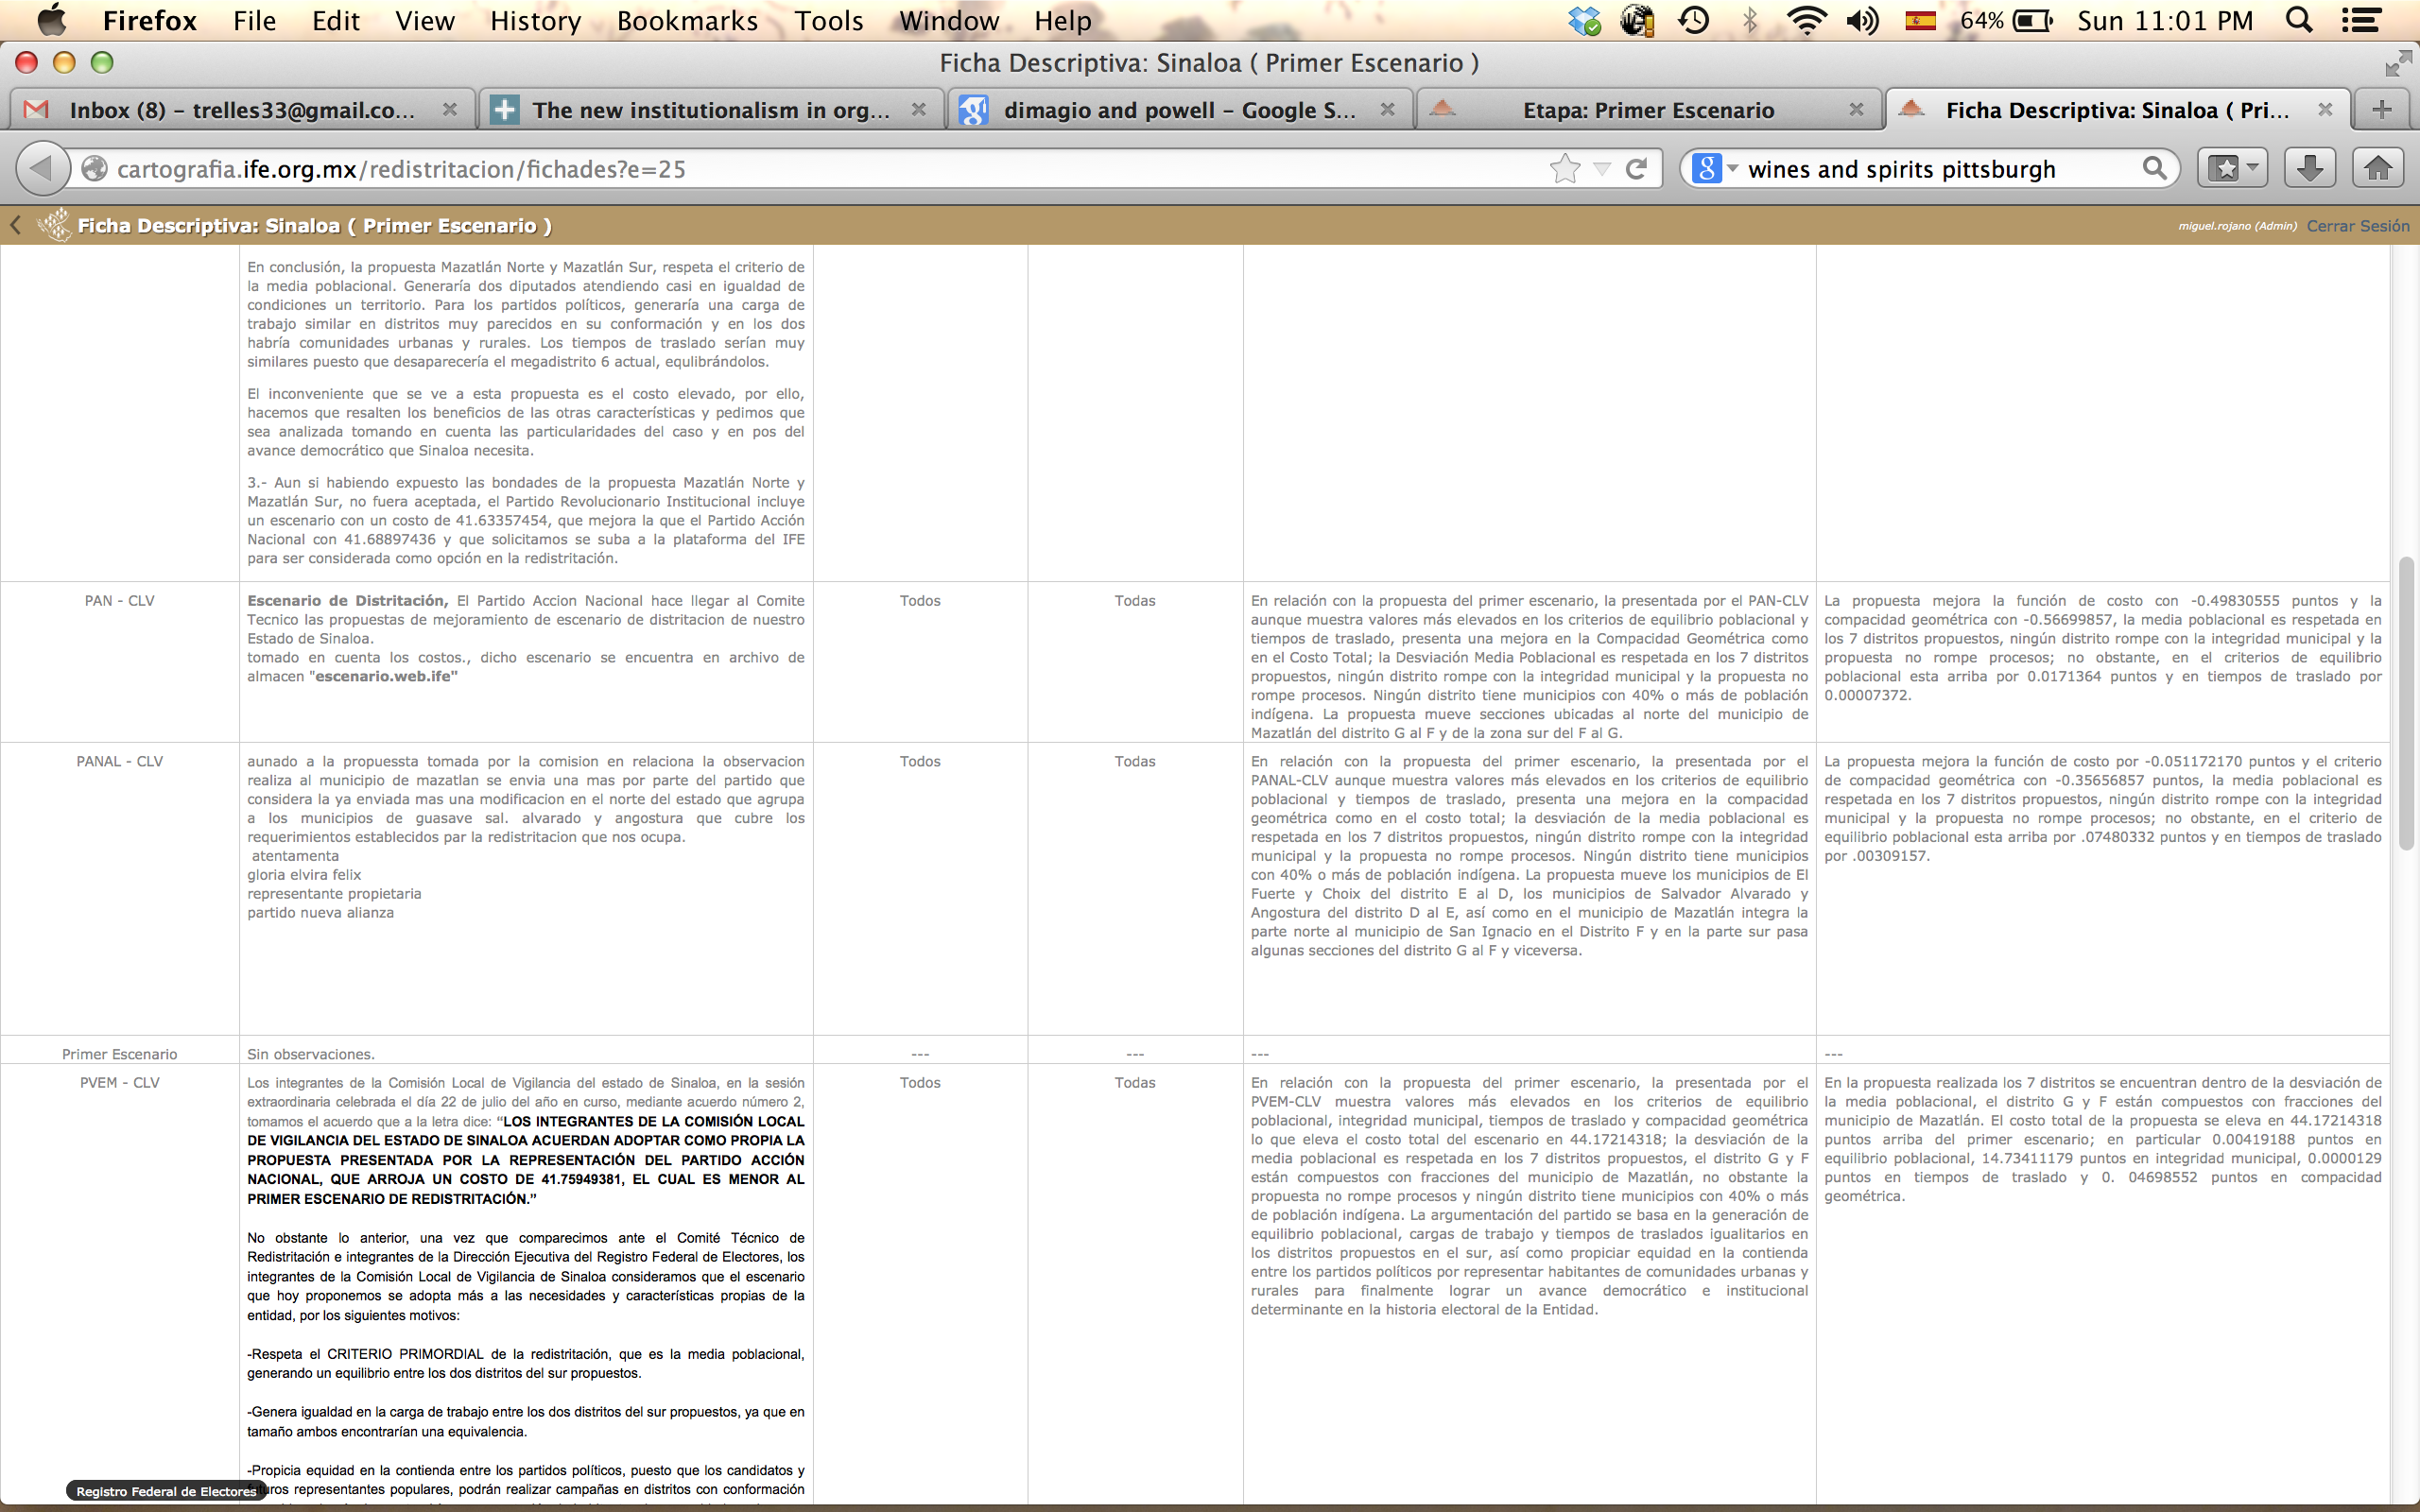 Firefox File Edit View History Bookmarks Tools Window Help 64% Sun 11:01 PM
Ficha Descriptiva: Sinaloa ( Primer Escenario )
Inbox (8) – trelles33@gmail.co... The new institutionalism in org... dimagio and powell – Google S... Etapa: Primer Escenario Ficha Descriptiva: Sinaloa ( Pri...
cartografia.ife.org.mx/redistritacion/fichades?e=25 wines and spirits pittsburgh
Ficha Descriptiva: Sinaloa ( Primer Escenario ) miguel.rojano (Admin) Cerrar Sesión
En conclusión, la propuesta Mazatlán Norte y Mazatlán Sur, respeta el criterio de
la media poblacional. Generaría dos diputados atendiendo casi en igualdad de
condiciones un territorio. Para los partidos políticos, generaría una carga de
trabajo similar en distritos muy parecidos en su conformación y en los dos
habría comunidades urbanas y rurales. Los tiempos de traslado serían muy
similares puesto que desaparecería el megadistrito 6 actual, equlibrándolos.
El inconveniente que se ve a esta propuesta es el costo elevado, por ello,
hacemos que resalten los beneficios de las otras características y pedimos que
sea analizada tomando en cuenta las particularidades del caso y en pos del
avance democrático que Sinaloa necesita.
3.- Aun si habiendo expuesto las bondades de la propuesta Mazatlán Norte y
Mazatlán Sur, no fuera aceptada, el Partido Revolucionario Institucional incluye
un escenario con un costo de 41.63357454, que mejora la que el Partido Acción
Nacional con 41.68897436 y que solicitamos se suba a la plataforma del IFE
para ser considerada como opción en la redistritación.
PAN - CLV
Escenario de Distritación, El Partido Accion Nacional hace llegar al Comite
Tecnico las propuestas de mejoramiento de escenario de distritacion de nuestro
Estado de Sinaloa.
tomado en cuenta los costos., dicho escenario se encuentra en archivo de
almacen "escenario.web.ife"
Todos
Todas
En relación con la propuesta del primer escenario, la presentada por el PAN-CLV
aunque muestra valores más elevados en los criterios de equilibrio poblacional y
tiempos de traslado, presenta una mejora en la Compacidad Geométrica como
en el Costo Total; la Desviación Media Poblacional es respetada en los 7 distritos
propuestos, ningún distrito rompe con la integridad municipal y la propuesta no
rompe procesos. Ningún distrito tiene municipios con 40% o más de población
indígena. La propuesta mueve secciones ubicadas al norte del municipio de
Mazatlán del distrito G al F y de la zona sur del F al G.
La propuesta mejora la función de costo con -0.49830555 puntos y la
compacidad geométrica con -0.56699857, la media poblacional es respetada en
los 7 distritos propuestos, ningún distrito rompe con la integridad municipal y la
propuesta no rompe procesos; no obstante, en el criterios de equilibrio
poblacional esta arriba por 0.0171364 puntos y en tiempos de traslado por
0.00007372.
PANAL - CLV
aunado a la propuessta tomada por la comision en relaciona la observacion
realiza al municipio de mazatlan se envia una mas por parte del partido que
considera la ya enviada mas una modificacion en el norte del estado que agrupa
a los municipios de guasave sal. alvarado y angostura que cubre los
requerimientos establecidos par la redistritacion que nos ocupa.
atentamenta
gloria elvira felix
representante propietaria
partido nueva alianza
Todos
Todas
En relación con la propuesta del primer escenario, la presentada por el
PANAL-CLV aunque muestra valores más elevados en los criterios de equilibrio
poblacional y tiempos de traslado, presenta una mejora en la compacidad
geométrica como en el costo total; la desviación de la media poblacional es
respetada en los 7 distritos propuestos, ningún distrito rompe con la integridad
municipal y la propuesta no rompe procesos. Ningún distrito tiene municipios
con 40% o más de población indígena. La propuesta mueve los municipios de El
Fuerte y Choix del distrito E al D, los municipios de Salvador Alvarado y
Angostura del distrito D al E, así como en el municipio de Mazatlán integra la
parte norte al municipio de San Ignacio en el Distrito F y en la parte sur pasa
algunas secciones del distrito G al F y viceversa.
La propuesta mejora la función de costo por -0.051172170 puntos y el criterio
de compacidad geométrica con -0.35656857 puntos, la media poblacional es
respetada en los 7 distritos propuestos, ningún distrito rompe con la integridad
municipal y la propuesta no rompe procesos; no obstante, en el criterio de
equilibrio poblacional esta arriba por .07480332 puntos y en tiempos de traslado
por .00309157.
Primer Escenario
Sin observaciones.
---
---
---
---
PVEM - CLV
Los integrantes de la Comisión Local de Vigilancia del estado de Sinaloa, en la sesión
extraordinaria celebrada el día 22 de julio del año en curso, mediante acuerdo número 2,
tomamos el acuerdo que a la letra dice: “LOS INTEGRANTES DE LA COMISIÓN LOCAL
DE VIGILANCIA DEL ESTADO DE SINALOA ACUERDAN ADOPTAR COMO PROPIA LA
PROPUESTA PRESENTADA POR LA REPRESENTACIÓN DEL PARTIDO ACCIÓN
NACIONAL, QUE ARROJA UN COSTO DE 41.75949381, EL CUAL ES MENOR AL
PRIMER ESCENARIO DE REDISTRITACIÓN.”
No obstante lo anterior, una vez que comparecimos ante el Comité Técnico de
Redistritación e integrantes de la Dirección Ejecutiva del Registro Federal de Electores, los
integrantes de la Comisión Local de Vigilancia de Sinaloa consideramos que el escenario
que hoy proponemos se adopta más a las necesidades y características propias de la
entidad, por los siguientes motivos:
-Respeta el CRITERIO PRIMORDIAL de la redistritación, que es la media poblacional,
generando un equilibrio entre los dos distritos del sur propuestos.
-Genera igualdad en la carga de trabajo entre los dos distritos del sur propuestos, ya que en
tamaño ambos encontrarían una equivalencia.
-Propicia equidad en la contienda entre los partidos políticos, puesto que los candidatos y
uros representantes populares, podrán realizar campañas en distritos con conformación
Todos
Todas
En relación con la propuesta del primer escenario, la presentada por el
PVEM-CLV muestra valores más elevados en los criterios de equilibrio
poblacional, integridad municipal, tiempos de traslado y compacidad geométrica
lo que eleva el costo total del escenario en 44.17214318; la desviación de la
media poblacional es respetada en los 7 distritos propuestos, el distrito G y F
están compuestos con fracciones del municipio de Mazatlán, no obstante la
propuesta no rompe procesos y ningún distrito tiene municipios con 40% o más
de población indígena. La argumentación del partido se basa en la generación de
equilibrio poblacional, cargas de trabajo y tiempos de traslados igualitarios en
los distritos propuestos en el sur, así como propiciar equidad en la contienda
entre los partidos políticos por representar habitantes de comunidades urbanas y
rurales para finalmente lograr un avance democrático e institucional
determinante en la historia electoral de la Entidad.
En la propuesta realizada los 7 distritos se encuentran dentro de la desviación de
la media poblacional, el distrito G y F están compuestos con fracciones del
municipio de Mazatlán. El costo total de la propuesta se eleva en 44.17214318
puntos arriba del primer escenario; en particular 0.00419188 puntos en
equilibrio poblacional, 14.73411179 puntos en integridad municipal, 0.0000129
puntos en tiempos de traslado y 0. 04698552 puntos en compacidad
geométrica.
Registro Federal de Electores